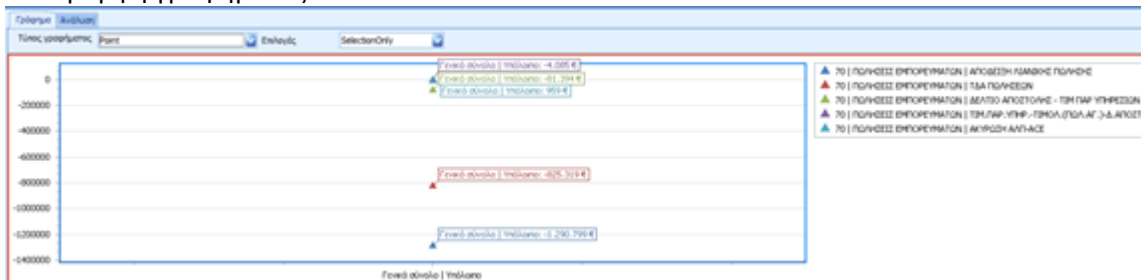 Γράφημα Ανάλυση
Τύπος γραφήματος Point Επιλογές SelectionOnly
Γενικό σύνολο | Υπόλοιπο: -4.085 €
Γενικό σύνολο | Υπόλοιπο: -81.394 €
Γενικό σύνολο | Υπόλοιπο: 959 €
Γενικό σύνολο | Υπόλοιπο: -825.319 €
Γενικό σύνολο | Υπόλοιπο: -1.290.799 €
0
-200000
-400000
-600000
-800000
-1000000
-1200000
-1400000
Γενικό σύνολο | Υπόλοιπο
70 | ΠΩΛΗΣΕΙΣ ΕΜΠΟΡΕΥΜΑΤΩΝ | ΑΠΟΔΕΙΞΗ ΛΙΑΝΙΚΗΣ ΠΩΛΗΣΗΣ
70 | ΠΩΛΗΣΕΙΣ ΕΜΠΟΡΕΥΜΑΤΩΝ | ΤΔΑ ΠΩΛΗΣΕΩΝ
70 | ΠΩΛΗΣΕΙΣ ΕΜΠΟΡΕΥΜΑΤΩΝ | ΔΕΛΤΙΟ ΑΠΟΣΤΟΛΗΣ - ΤΙΜ ΠΑΡ ΥΠΗΡΕΣΙΩΝ
70 | ΠΩΛΗΣΕΙΣ ΕΜΠΟΡΕΥΜΑΤΩΝ | ΤΙΜ.ΠΑΡ.ΥΠΗΡ.-ΤΙΜΟΛ.(ΠΩΛ.ΑΓ.)-Δ.ΑΠΟΣΤ
70 | ΠΩΛΗΣΕΙΣ ΕΜΠΟΡΕΥΜΑΤΩΝ | ΑΚΥΡΩΣΗ ΑΛΠ-ΑCE